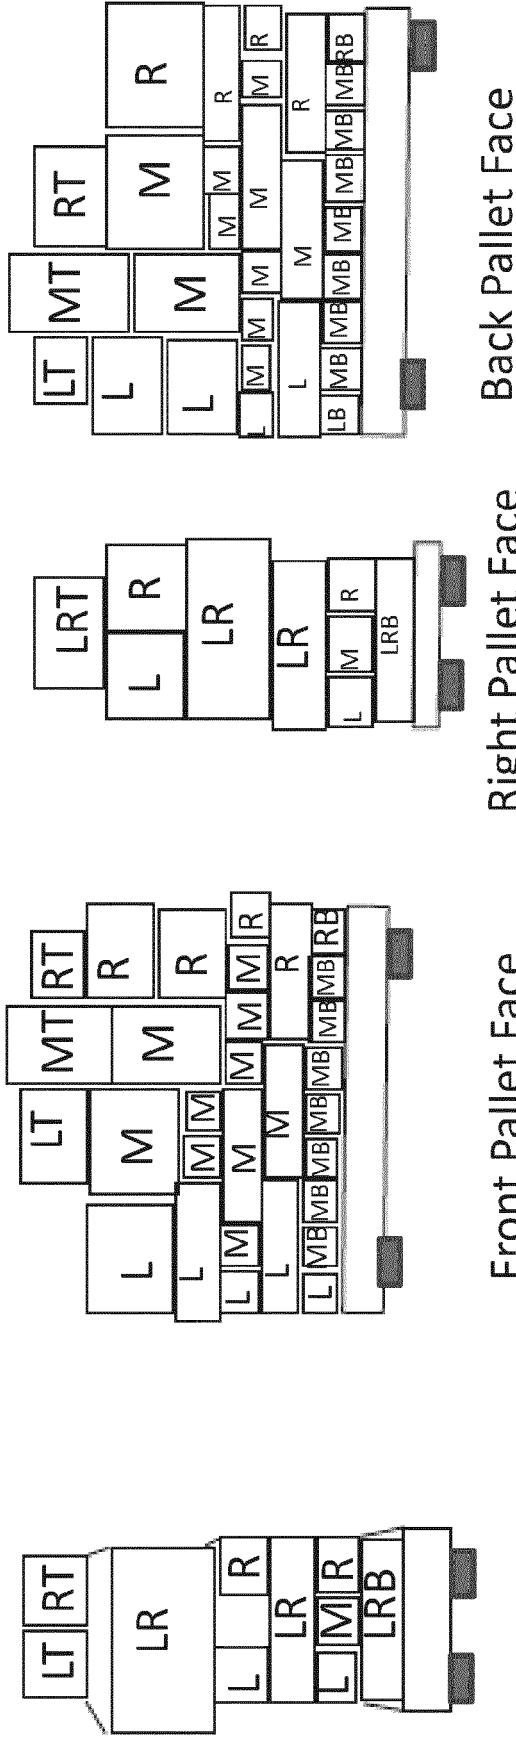 LT RT
LR
L R
LR
L M R
LRB
LT MT RT
L M M R
L M M R
L M M M M M R
L M R
L MB MB MB MB MB MB MB RB
Front Pallet Face
LRT
L R
LR
LR
L M R
LRB
Right Pallet Face
LT MT RT
L M R
L M M M R
L M M M M M R
L M R
LB MB MB MB MB MB MB MB RB
Back Pallet Face